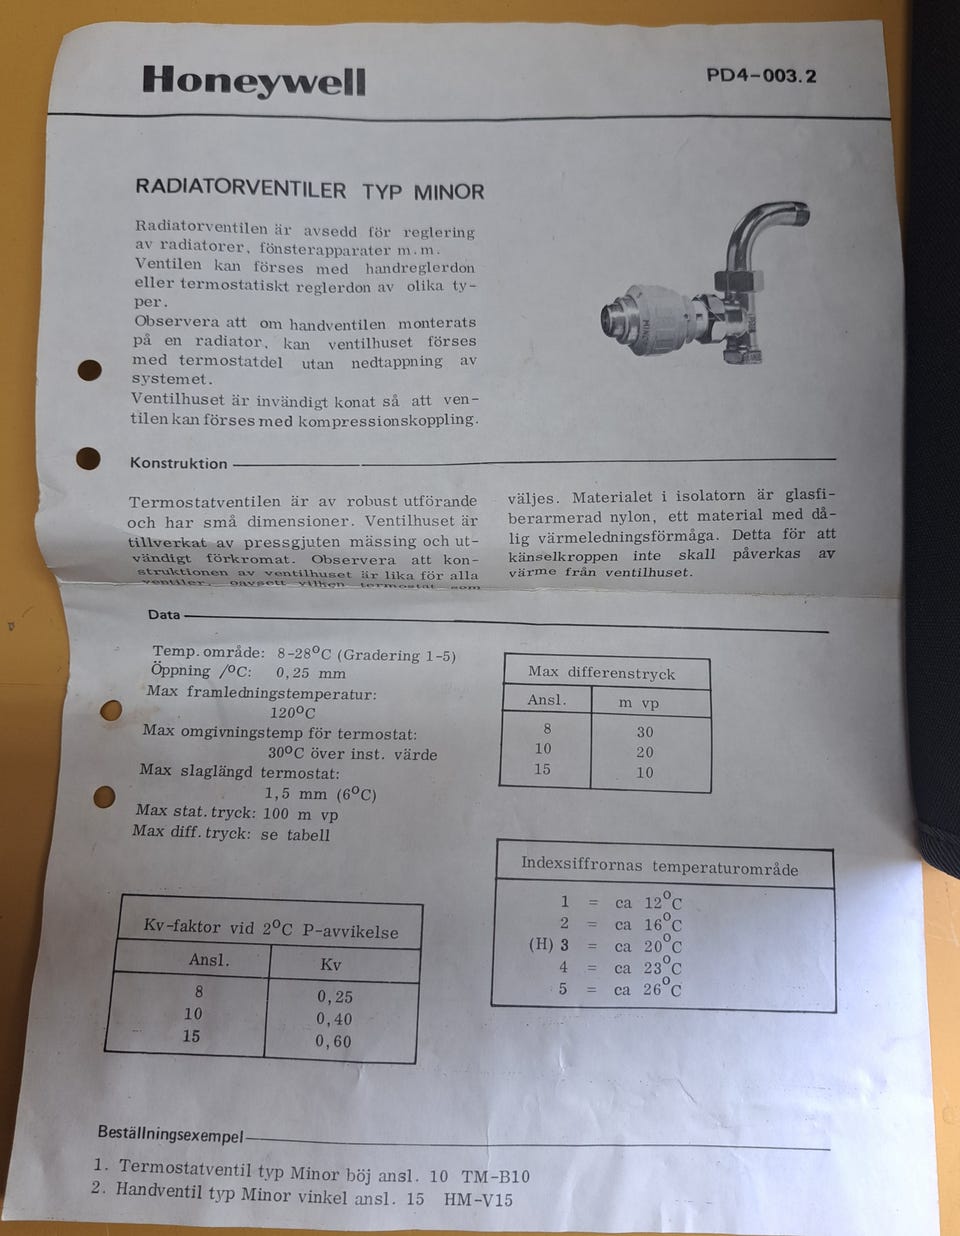 Honeywell
PD4-003.2
RADIATORVENTILER TYP MINOR
Radiatorventilen är avsedd för reglering
av radiatorer, fönsterapparater m.m.
Ventilen kan förses med handreglerdon
eller termostatiskt reglerdon av olika ty-
per.
Observera att om handventilen monterats
på en radiator, kan ventilhuset förses
med termostatdel utan nedtappning av
systemet.
Ventilhuset är invändigt konat så att ven-
tilen kan förses med kompressionskoppling.
MINOR
Konstruktion
Termostatventilen är av robust utförande
och har små dimensioner. Ventilhuset är
tillverkat av pressgjuten mässing och ut-
vändigt förkromat. Observera att kon-
struktionen av ventilhuset är lika för alla
ventiler, oavsett vilken termostat som
väljes. Materialet i isolatorn är glasfi-
berarmerad nylon, ett material med då-
lig värmeledningsförmåga. Detta för att
känselkroppen inte skall påverkas av
värme från ventilhuset.
Data
Temp. område: 8-28°C (Gradering 1-5)
Öppning /°C: 0,25 mm
Max framledningstemperatur:
120°C
Max omgivningstemp för termostat:
30°C över inst. värde
Max slaglängd termostat:
1,5 mm (6°C)
Max stat. tryck: 100 m vp
Max diff. tryck: se tabell
Max differenstryck
Ansl. m vp
8 30
10 20
15 10
Kv-faktor vid 2°C P-avvikelse
Ansl. Kv
8 0,25
10 0,40
15 0,60
Indexsiffrornas temperaturområde
1 = ca 12°C
2 = ca 16°C
(H) 3 = ca 20°C
4 = ca 23°C
5 = ca 26°C
Beställningsexempel
1. Termostatventil typ Minor böj ansl. 10 TM-B10
2. Handventil typ Minor vinkel ansl. 15 HM-V15